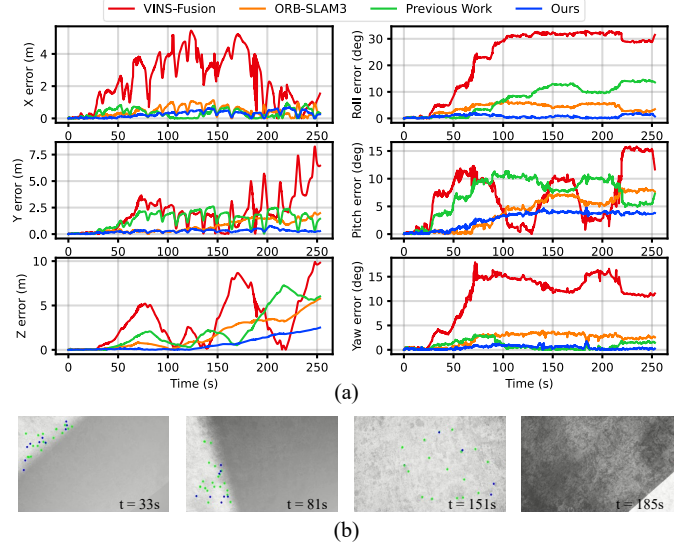 VINS-Fusion ORB-SLAM3 Previous Work Ours
X error (m)
4
2
0
0 50 100 150 200 250
Roll error (deg)
30
20
10
0
0 50 100 150 200 250
Y error (m)
7.5
5.0
2.5
0.0
0 50 100 150 200 250
Pitch error (deg)
15
10
5
0
0 50 100 150 200 250
Z error (m)
10
5
0
0 50 100 150 200 250
Time (s)
Yaw error (deg)
15
10
5
0
0 50 100 150 200 250
Time (s)
(a)
t = 33s
t = 81s
t = 151s
t = 185s
(b)